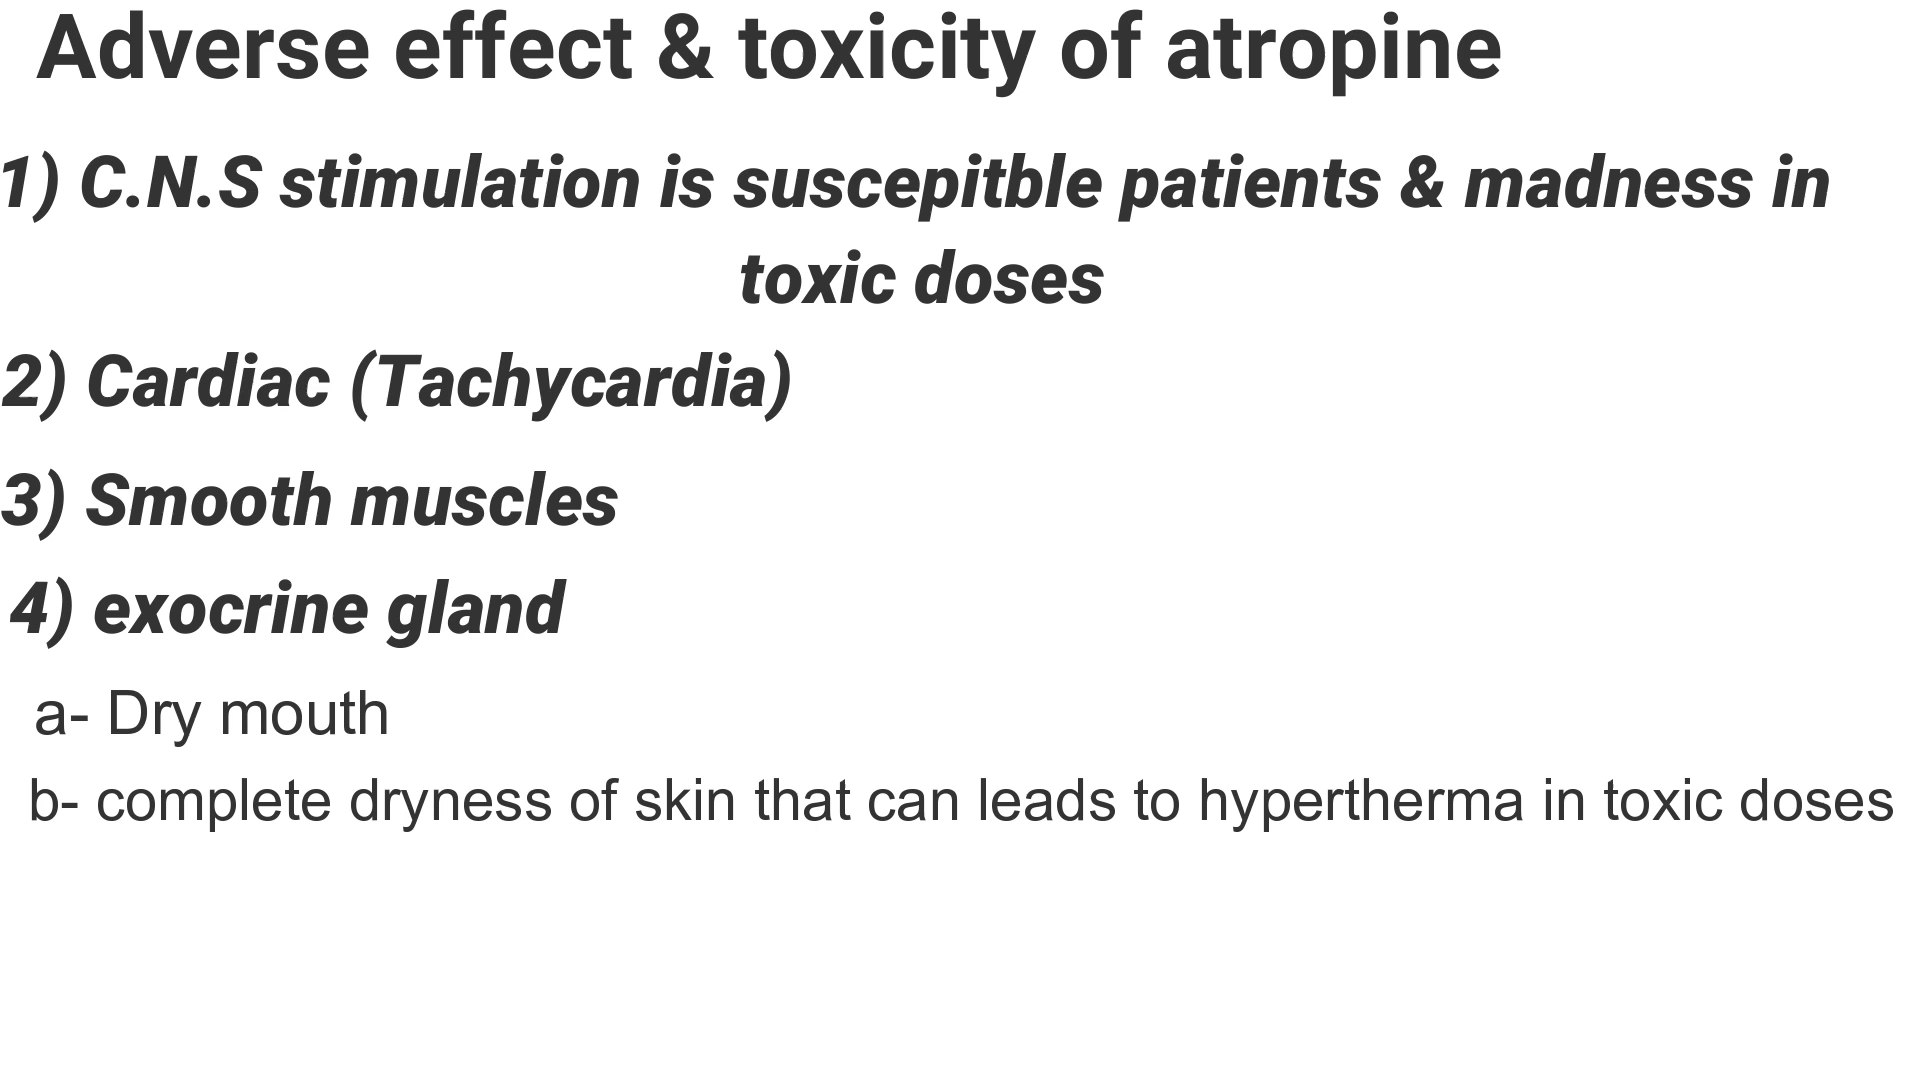 Adverse effect & toxicity of atropine
1) C.N.S stimulation is suscepitble patients & madness in
toxic doses
2) Cardiac (Tachycardia)
3) Smooth muscles
4) exocrine gland
a- Dry mouth
b- complete dryness of skin that can leads to hypertherma in toxic doses